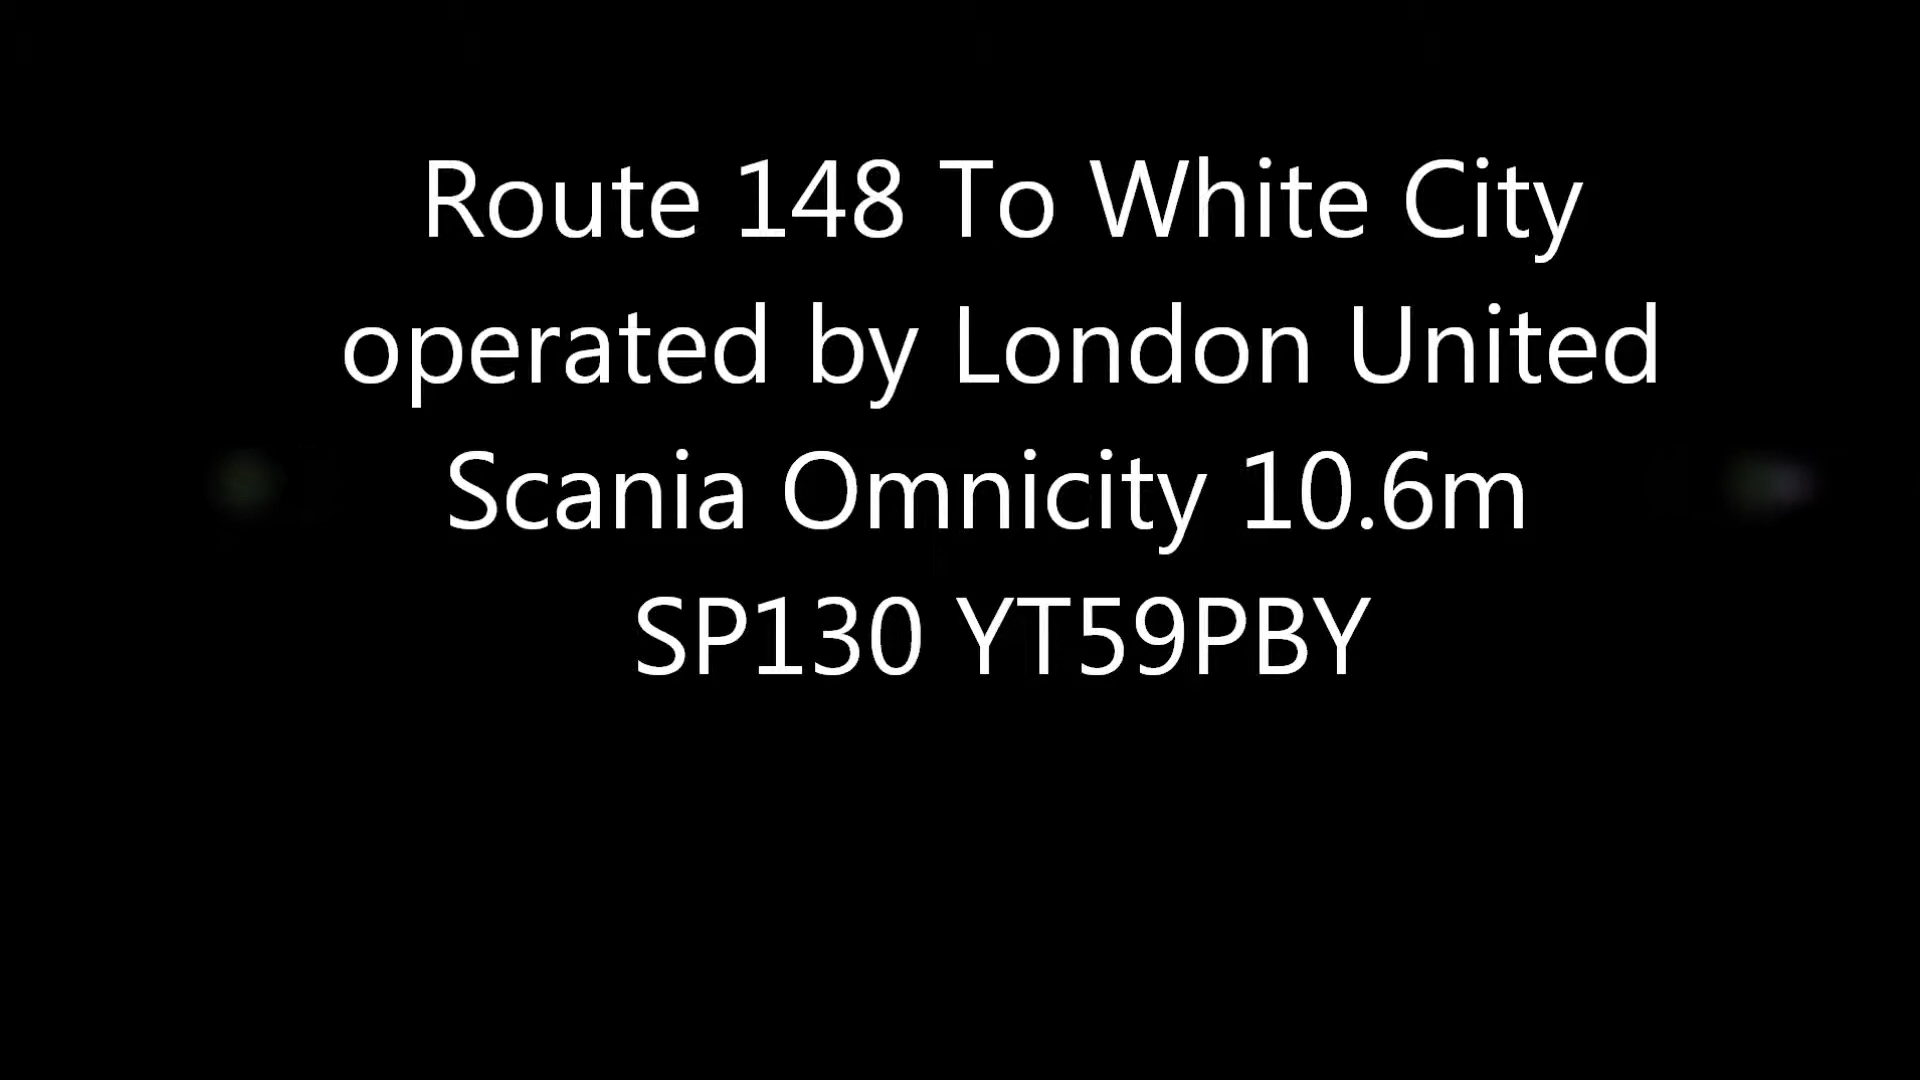 Route 148 To White City
operated by London United
Scania Omnicity 10.6m
SP130 YT59PBY